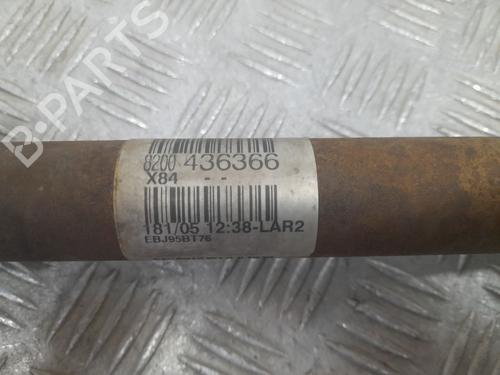 B-Parts
8200 436366
X84 - -
181/05 12:38-LAR2
EBJ95BT76